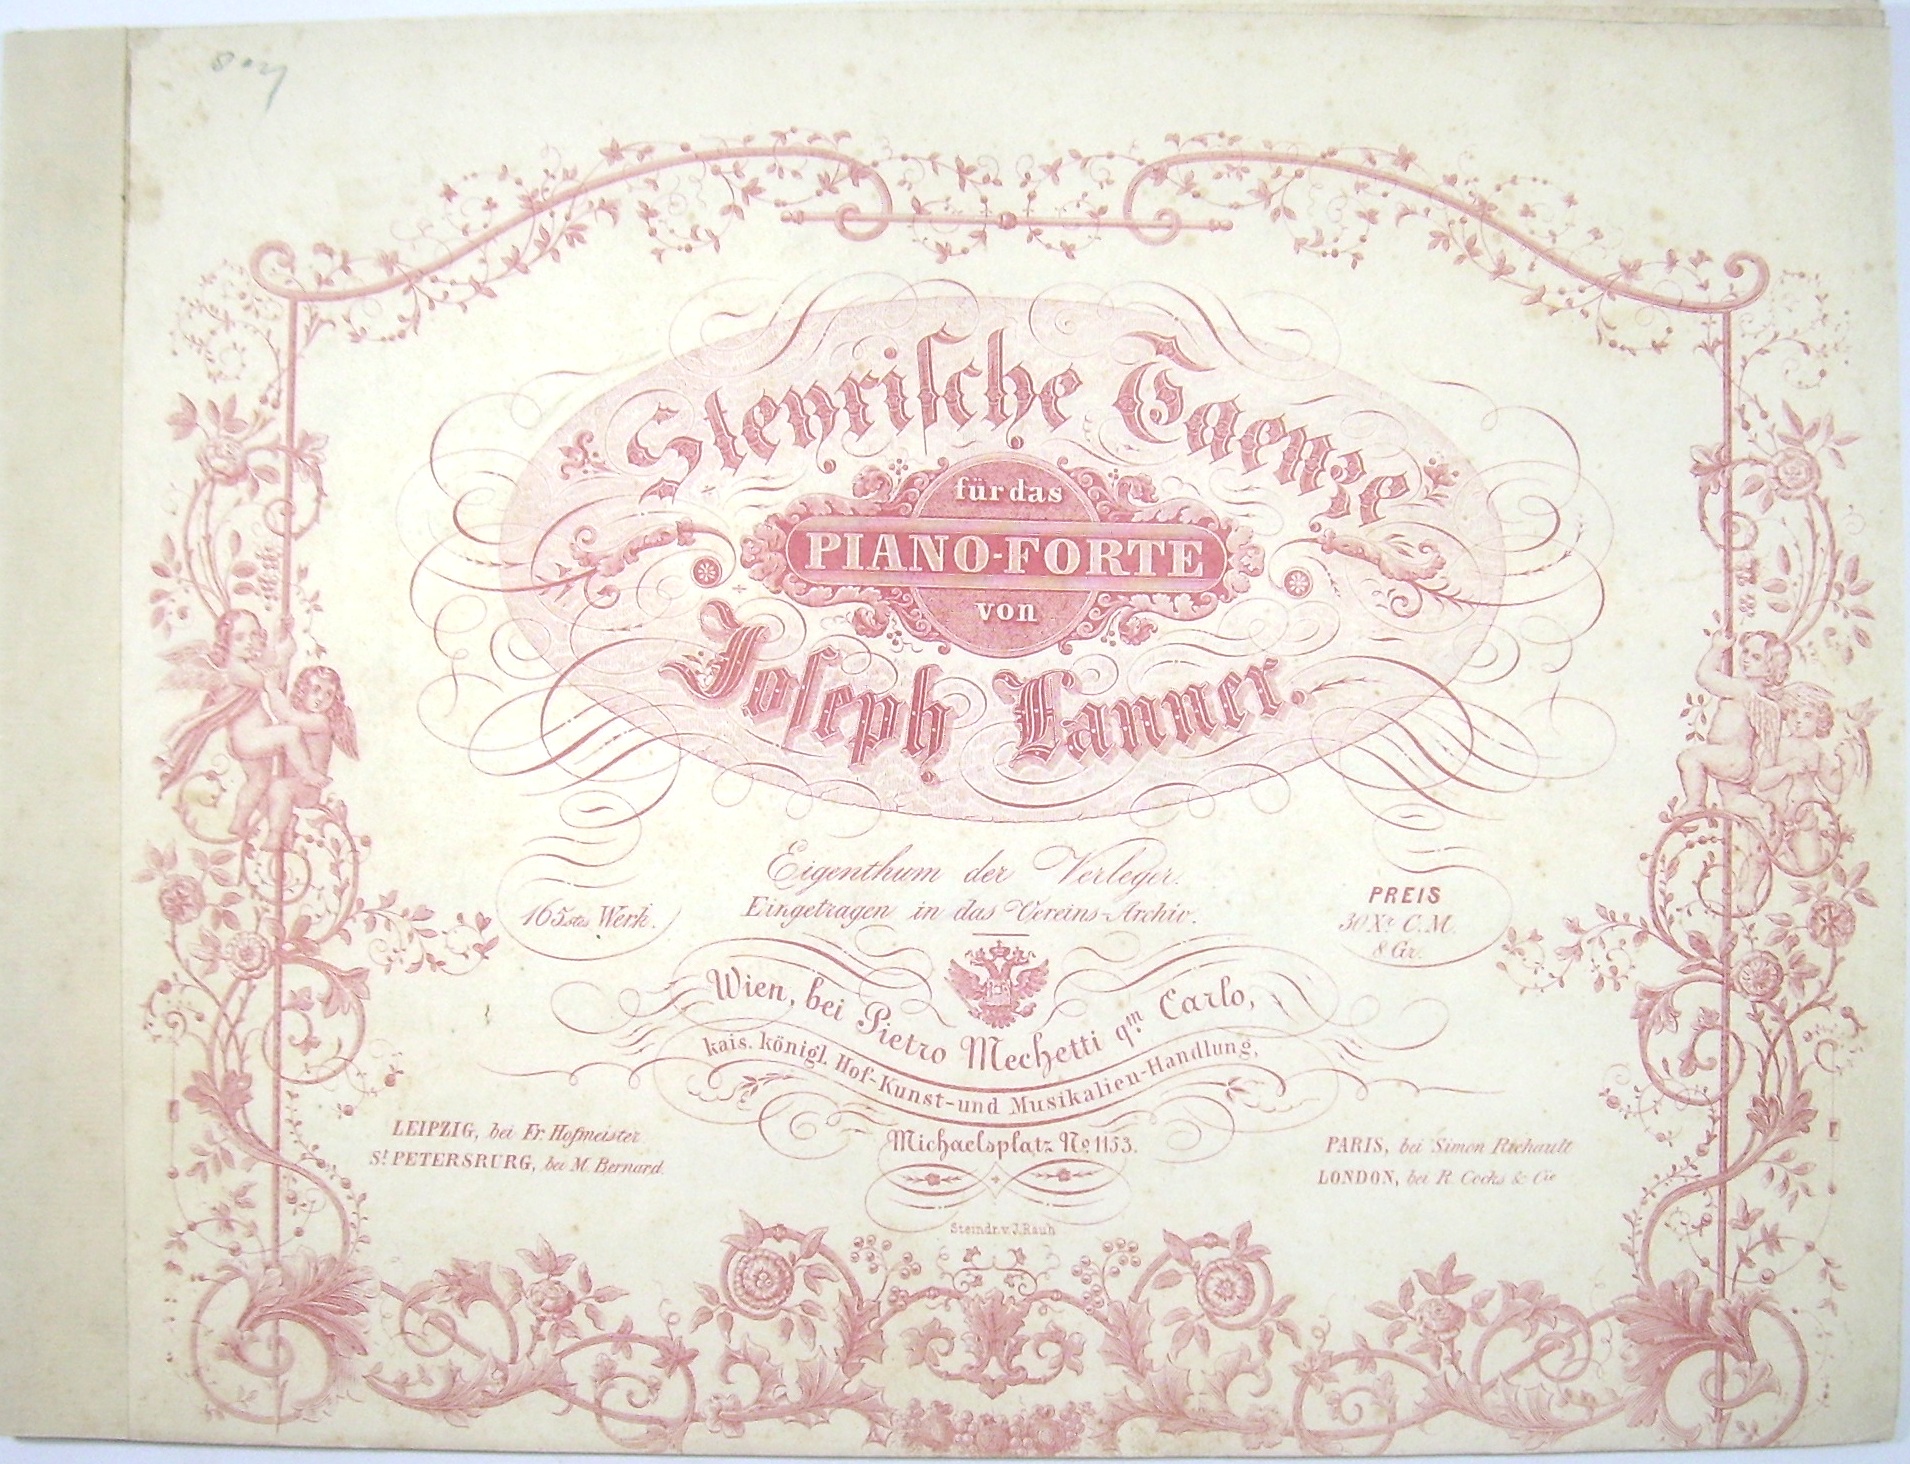 Steyrische Taenze
für das
PIANO-FORTE
von
Joseph Lanner.
Eigenthum der Verleger.
Eingetragen in das Vereins-Archiv.
165stes Werk.
PREIS
30 Xr. C.M.
8 Gr.
Wien, bei Pietro Mechetti qm Carlo,
kais. königl. Hof-Kunst-und Musikalien-Handlung,
Michaelsplatz No. 1153.
LEIPZIG, bei Fr. Hofmeister
St. PETERSRURG, bei M. Bernard.
PARIS, bei Simon Richault
LONDON, bei R. Cocks & Cie
Steindr. v. J. Rauh